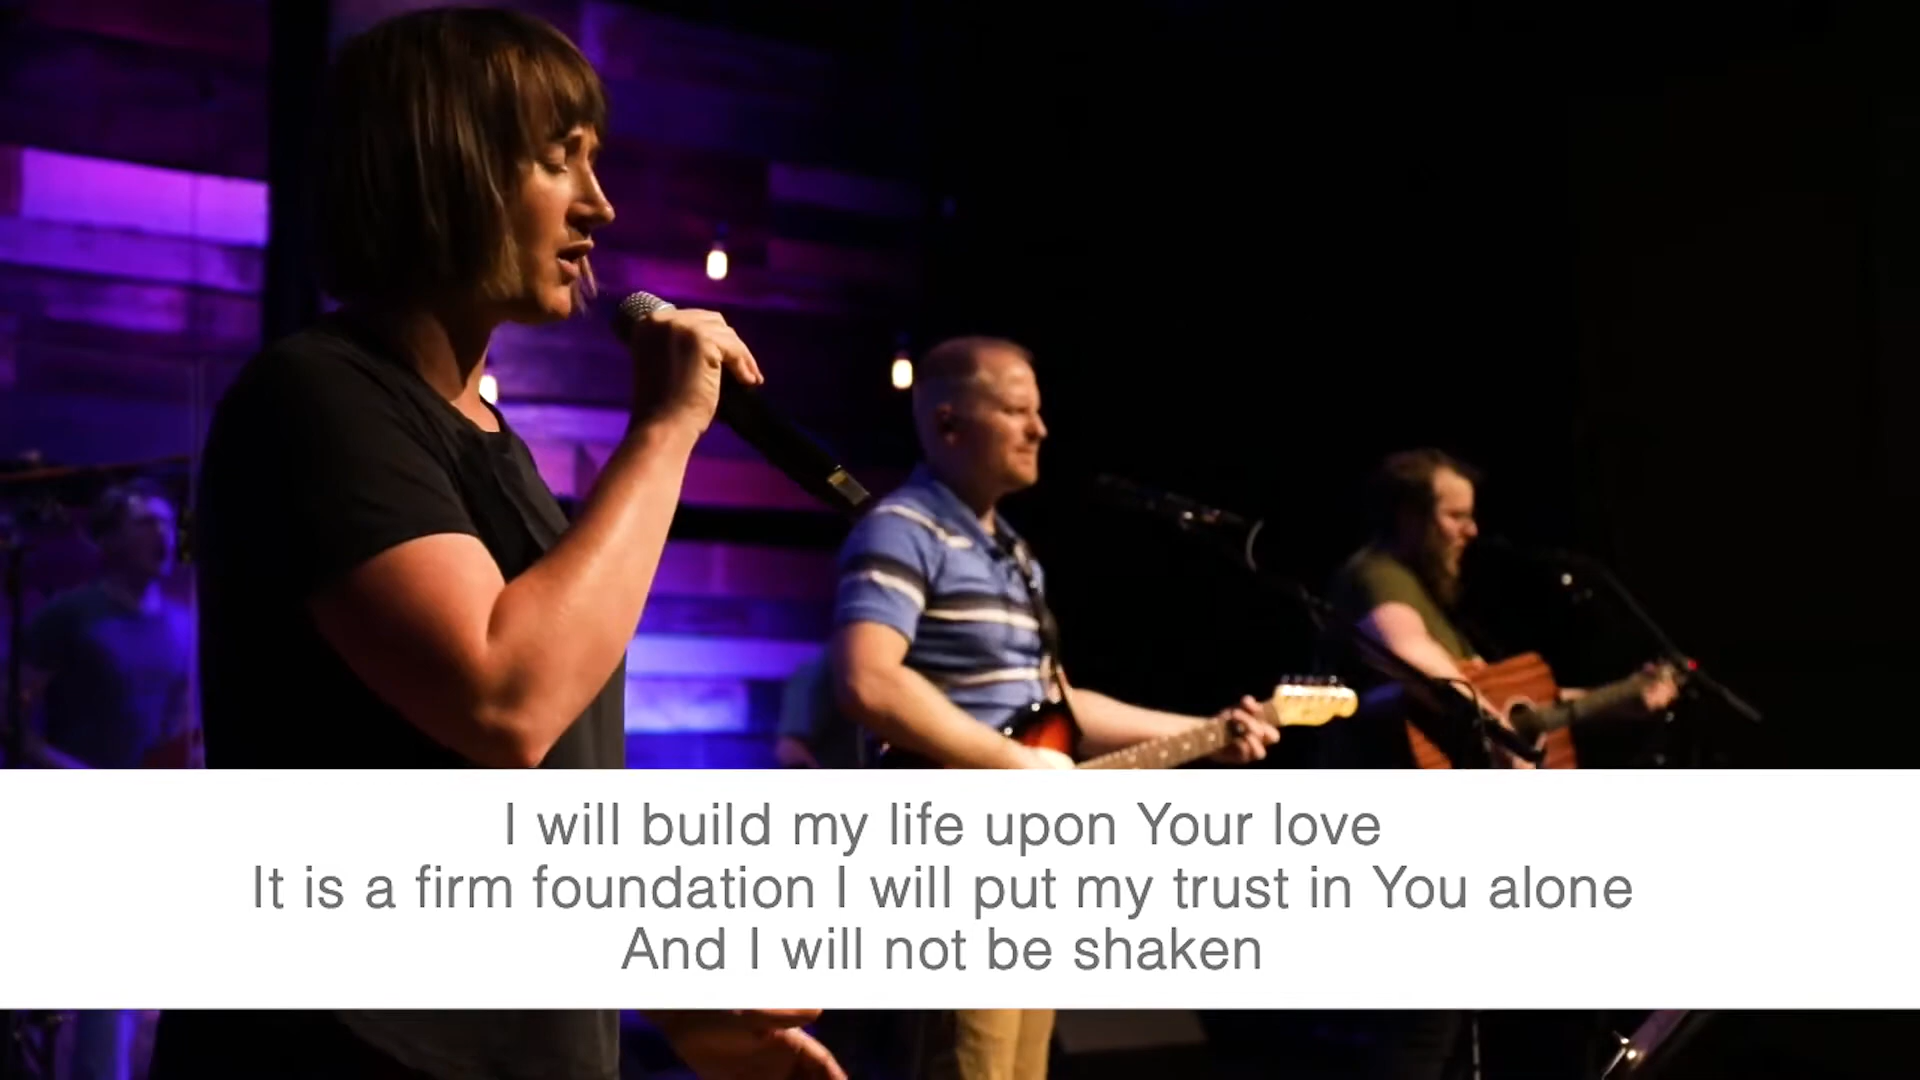 I will build my life upon Your love
It is a firm foundation I will put my trust in You alone
And I will not be shaken